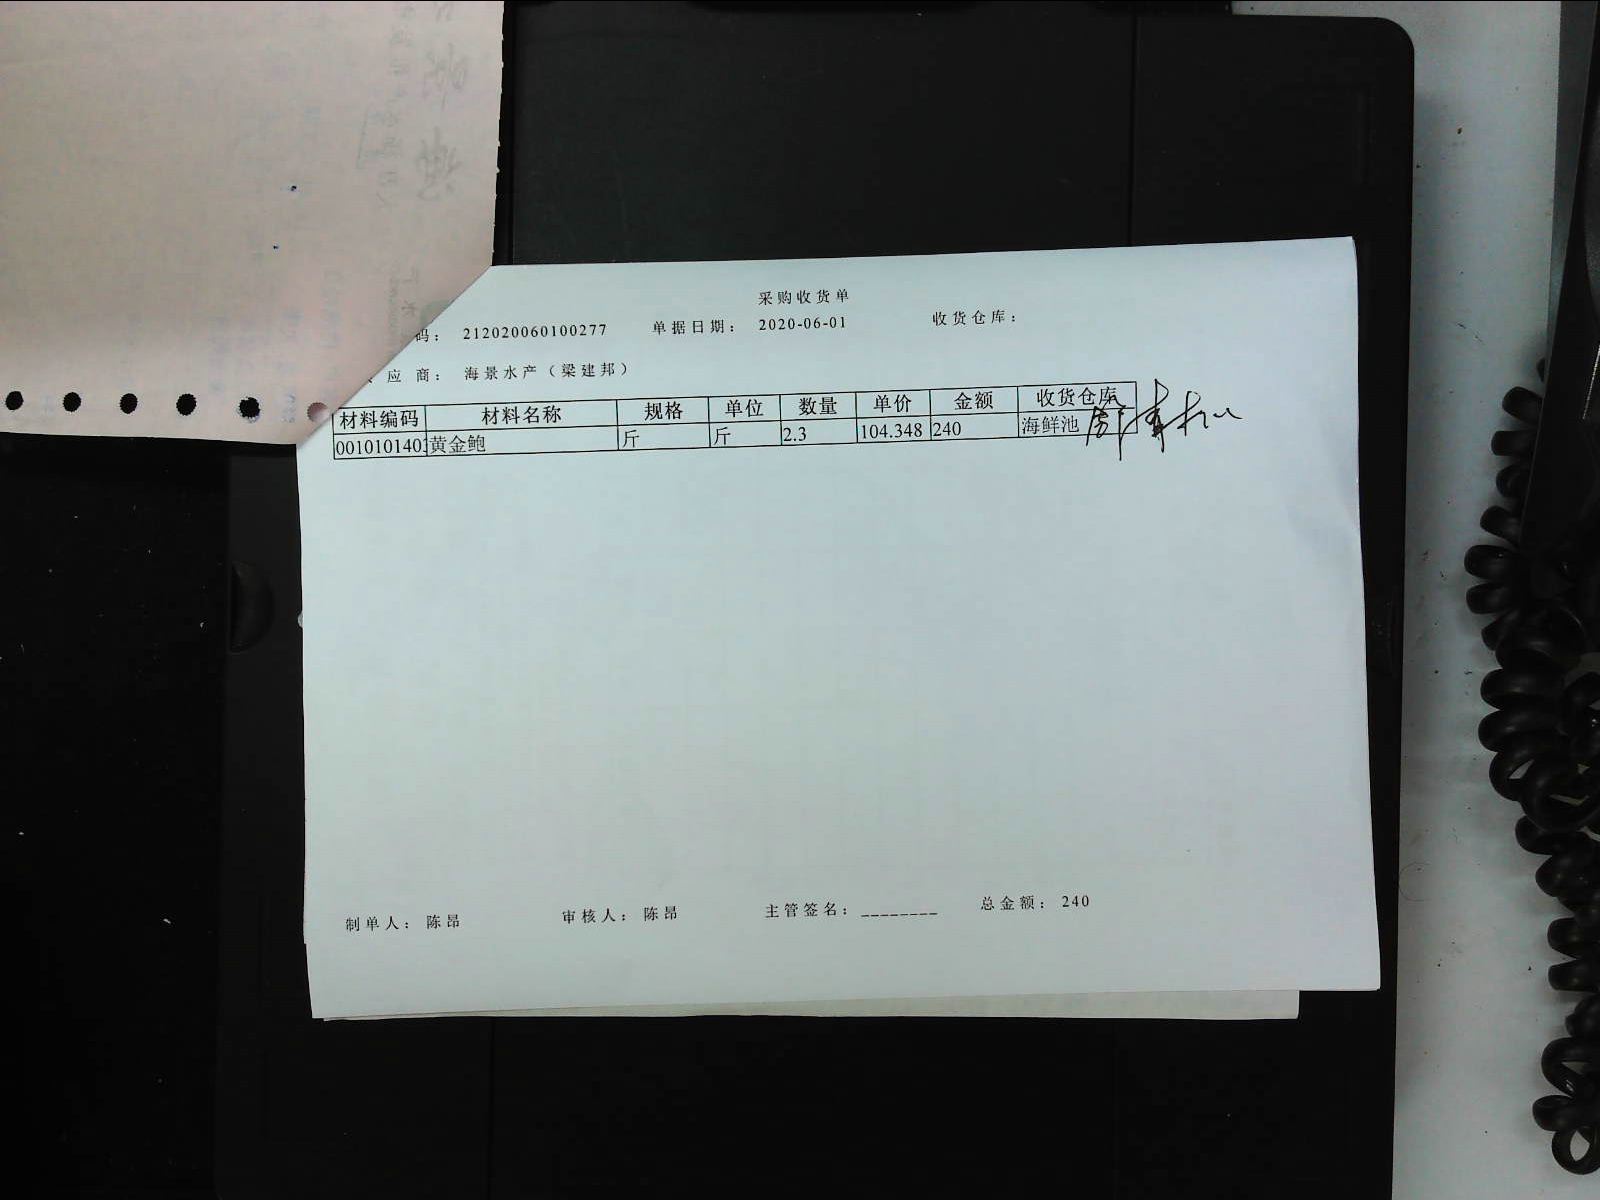 采购收货单
码： 212020060100277 单据日期： 2020-06-01 收货仓库：
应 商： 海景水产（梁建邦）
材料编码 材料名称 规格 单位 数量 单价 金额 收货仓库
0010101403 黄金鲍 斤 斤 2.3 104.348 240 海鲜池
制单人： 陈昂 审核人： 陈昂 主管签名： ________ 总金额： 240